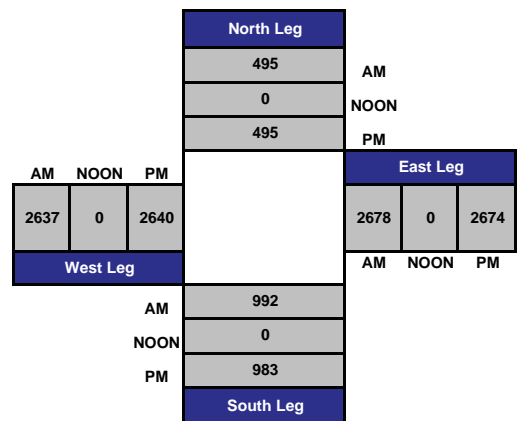 North Leg
495
AM
0
NOON
495
PM
AM NOON PM
East Leg
2637 0 2640
2678 0 2674
West Leg
AM NOON PM
AM
992
NOON
0
PM
983
South Leg